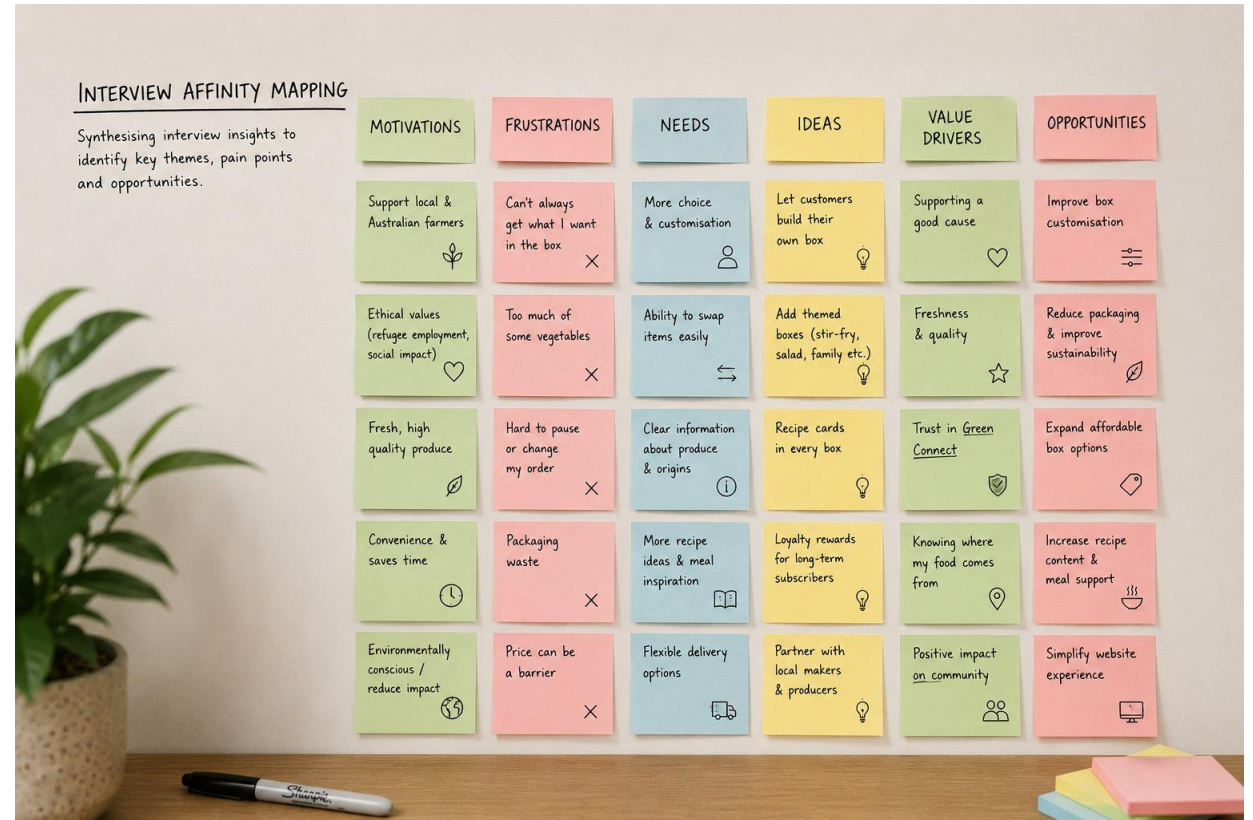 INTERVIEW AFFINITY MAPPING
Synthesising interview insights to
identify key themes, pain points
and opportunities.
MOTIVATIONS
Support local &
Australian farmers
Ethical values
(refugee employment,
social impact)
Fresh, high
quality produce
Convenience &
saves time
Environmentally
conscious /
reduce impact
FRUSTRATIONS
Can't always
get what I want
in the box
Too much of
some vegetables
Hard to pause
or change
my order
Packaging
waste
Price can be
a barrier
NEEDS
More choice
& customisation
Ability to swap
items easily
Clear information
about produce
& origins
More recipe
ideas & meal
inspiration
Flexible delivery
options
IDEAS
Let customers
build their
own box
Add themed
boxes (stir-fry,
salad, family etc.)
Recipe cards
in every box
Loyalty rewards
for long-term
subscribers
Partner with
local makers
& producers
VALUE
DRIVERS
Supporting a
good cause
Freshness
& quality
Trust in Green
Connect
Knowing where
my food comes
from
Positive impact
on community
OPPORTUNITIES
Improve box
customisation
Reduce packaging
& improve
sustainability
Expand affordable
box options
Increase recipe
content &
meal support
Simplify website
experience
Sharpie.